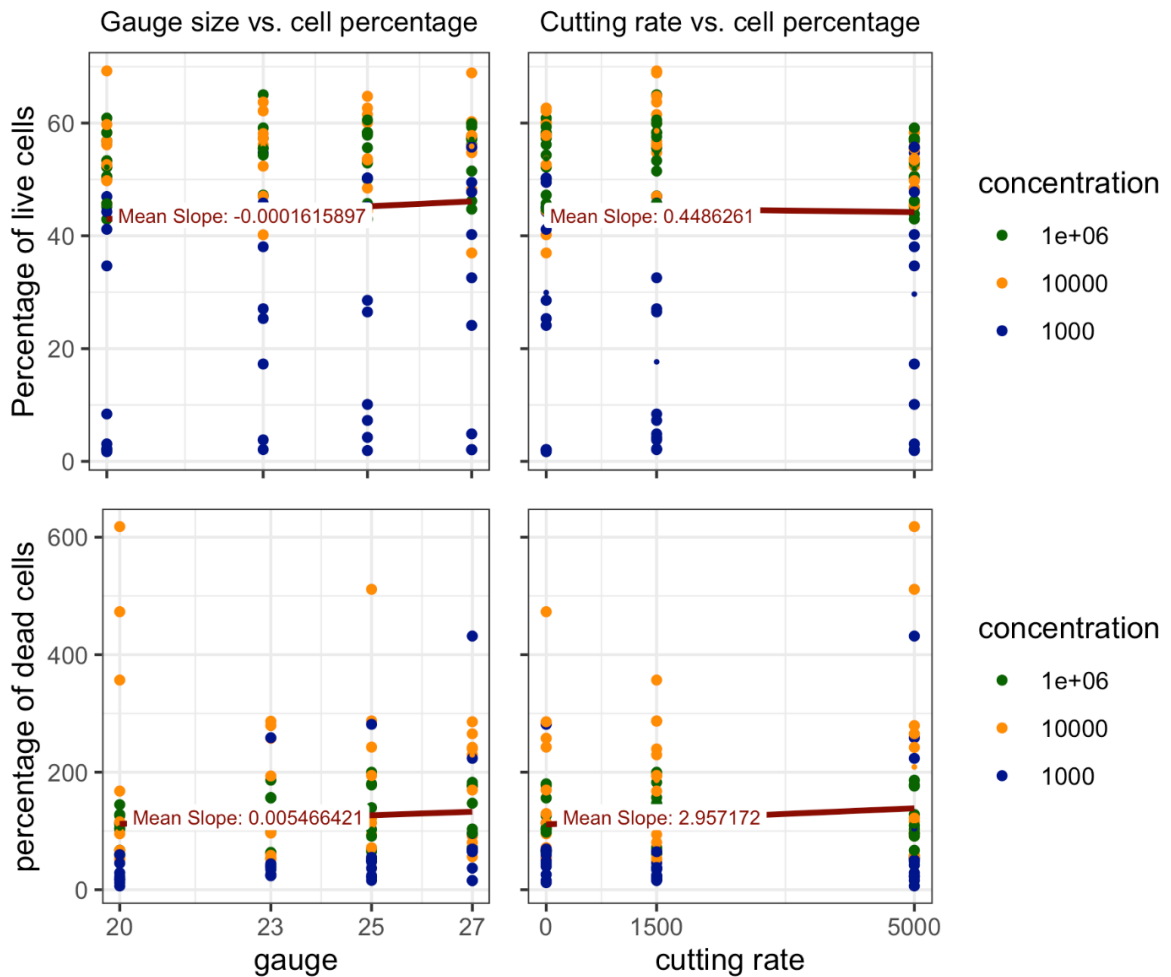 Gauge size vs. cell percentage
Cutting rate vs. cell percentage
Percentage of live cells
60
40
20
0
Mean Slope: -0.0001615897
Mean Slope: 0.4486261
concentration
1e+06
10000
1000
percentage of dead cells
600
400
200
0
Mean Slope: 0.005466421
Mean Slope: 2.957172
concentration
1e+06
10000
1000
20 23 25 27
0 1500 5000
gauge
cutting rate